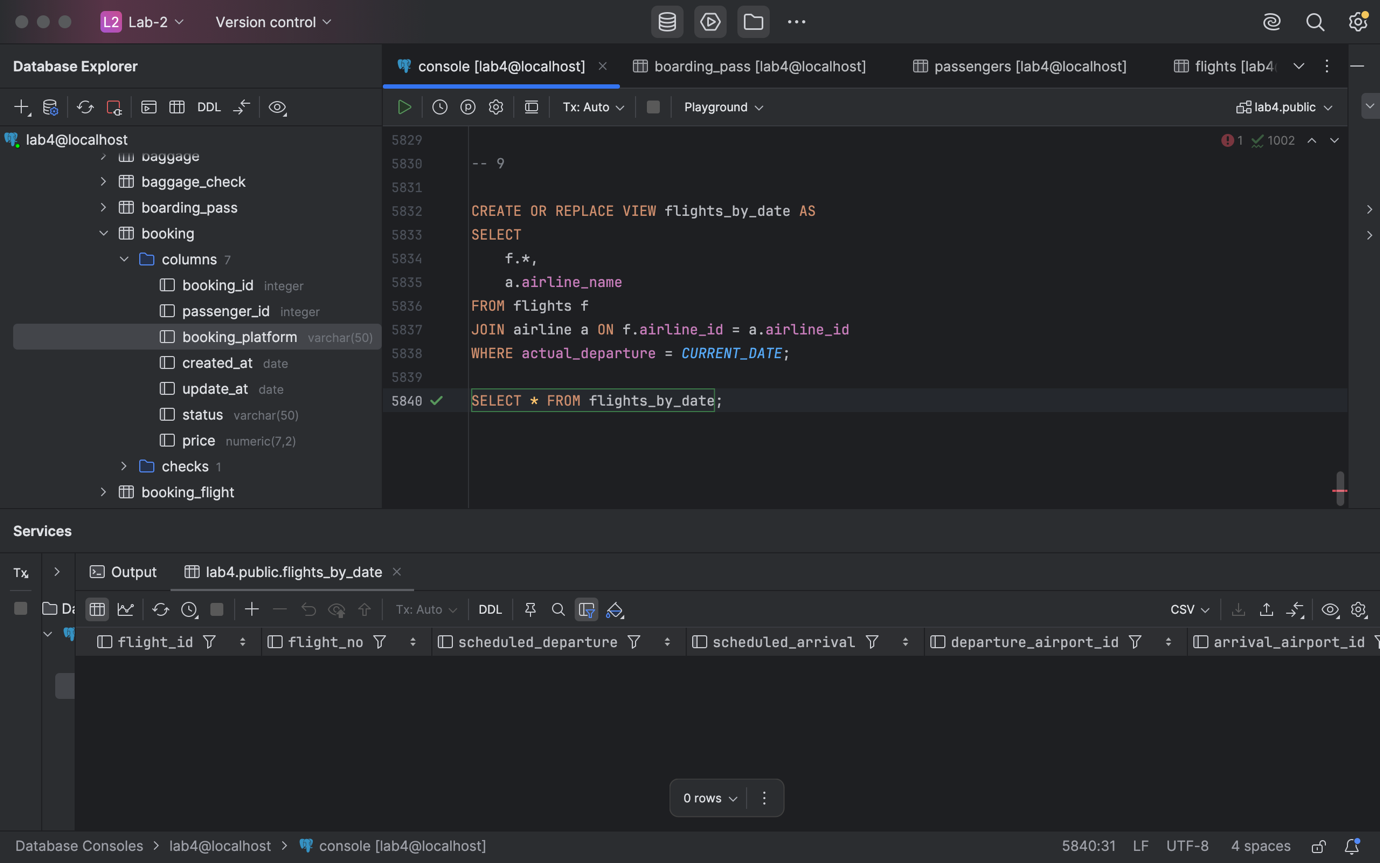 L2 Lab-2 Version control
Database Explorer
console [lab4@localhost] boarding_pass [lab4@localhost] passengers [lab4@localhost] flights [lab4
DDL Tx: Auto Playground lab4.public
lab4@localhost
baggage
baggage_check
boarding_pass
booking
columns 7
booking_id integer
passenger_id integer
booking_platform varchar(50)
created_at date
update_at date
status varchar(50)
price numeric(7,2)
checks 1
booking_flight
1 1002
5829
5830 -- 9
5831
5832 CREATE OR REPLACE VIEW flights_by_date AS
5833 SELECT
5834 f.*,
5835 a.airline_name
5836 FROM flights f
5837 JOIN airline a ON f.airline_id = a.airline_id
5838 WHERE actual_departure = CURRENT_DATE;
5839
5840 SELECT * FROM flights_by_date;
Services
Tx Output lab4.public.flights_by_date
Da Tx: Auto DDL CSV
flight_id flight_no scheduled_departure scheduled_arrival departure_airport_id arrival_airport_id
0 rows
Database Consoles > lab4@localhost > console [lab4@localhost] 5840:31 LF UTF-8 4 spaces